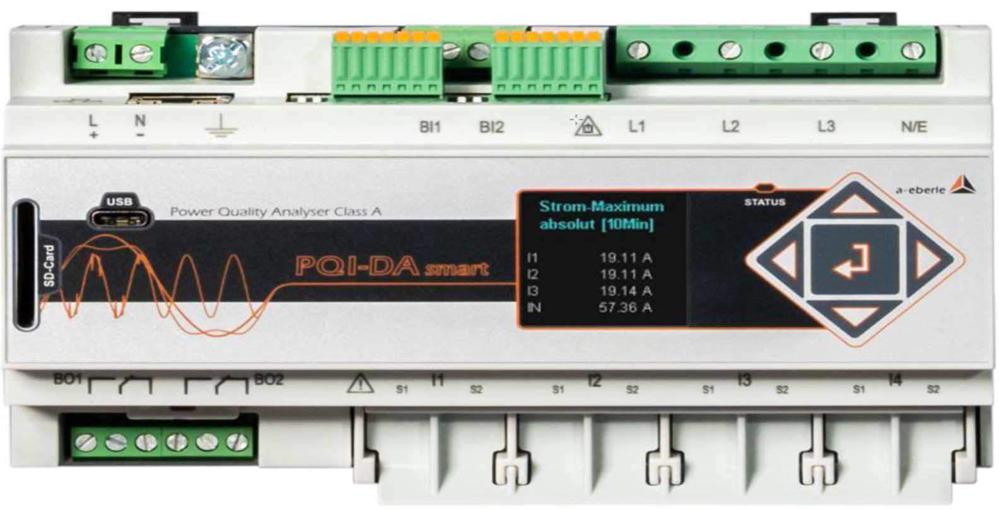 L N BI1 BI2 L1 L2 L3 N/E
+ -
USB
Power Quality Analyser Class A
SD-Card
PQI-DA smart
Strom-Maximum
absolut [10Min]
I1 19.11 A
I2 19.11 A
I3 19.14 A
IN 57.36 A
STATUS
a-eberle
BO1 BO2 I1 I2 I3 I4
S1 S2 S1 S2 S1 S2 S1 S2